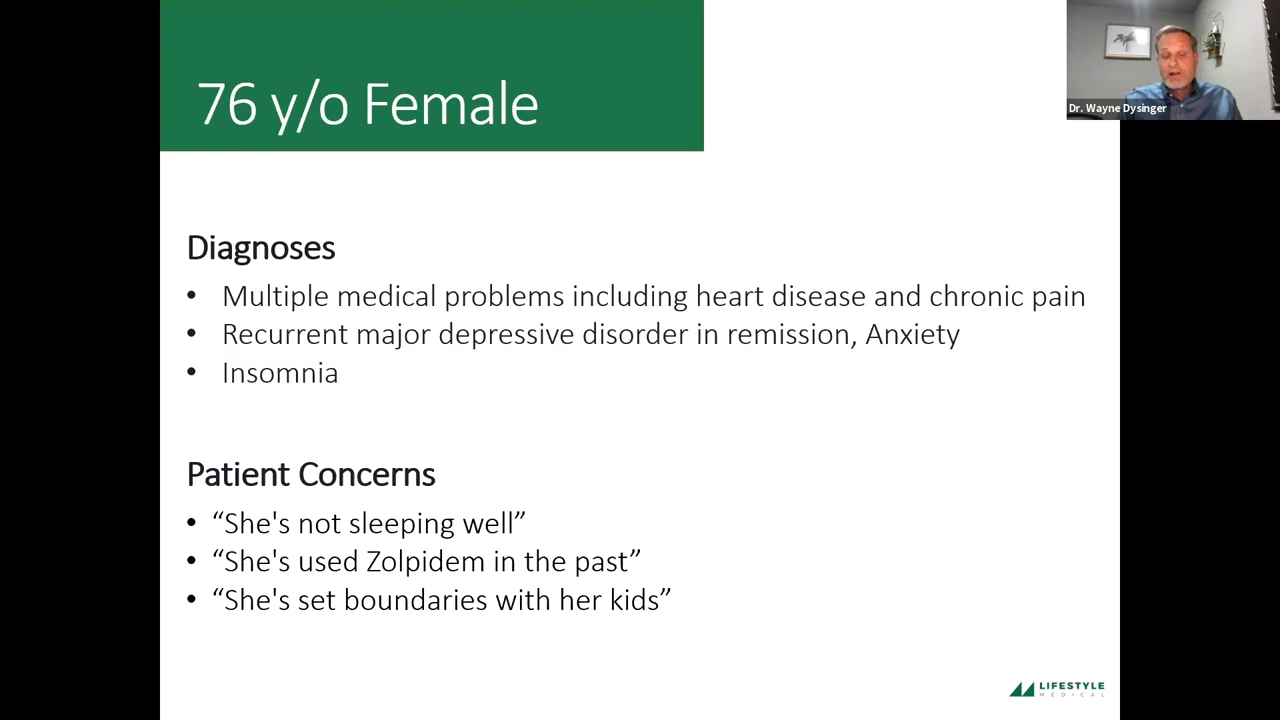 76 y/o Female
Dr. Wayne Dysinger
Diagnoses
• Multiple medical problems including heart disease and chronic pain
• Recurrent major depressive disorder in remission, Anxiety
• Insomnia
Patient Concerns
• “She's not sleeping well”
• “She's used Zolpidem in the past”
• “She's set boundaries with her kids”
LIFESTYLE
MEDICAL